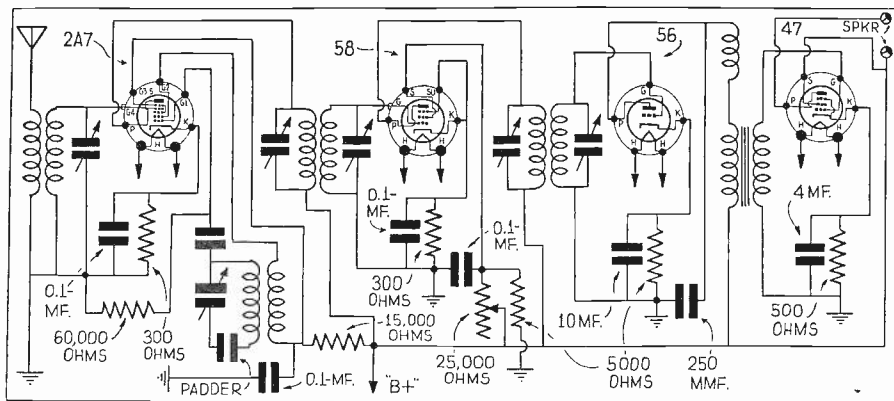 2A7
58
56
47
SPKR
G3
S
G2
G1
G4
P
K
H
H
S
SU
G
P
K
H
H
G
P
K
H
H
S
G
P
K
H
H
0.1-
MF.
60,000
OHMS
300
OHMS
PADDER
0.1-MF.
15,000
OHMS
"B+"
0.1-
MF.
300
OHMS
0.1-
MF.
25,000
OHMS
5000
OHMS
10 MF.
250
MMF.
4 MF.
500
OHMS